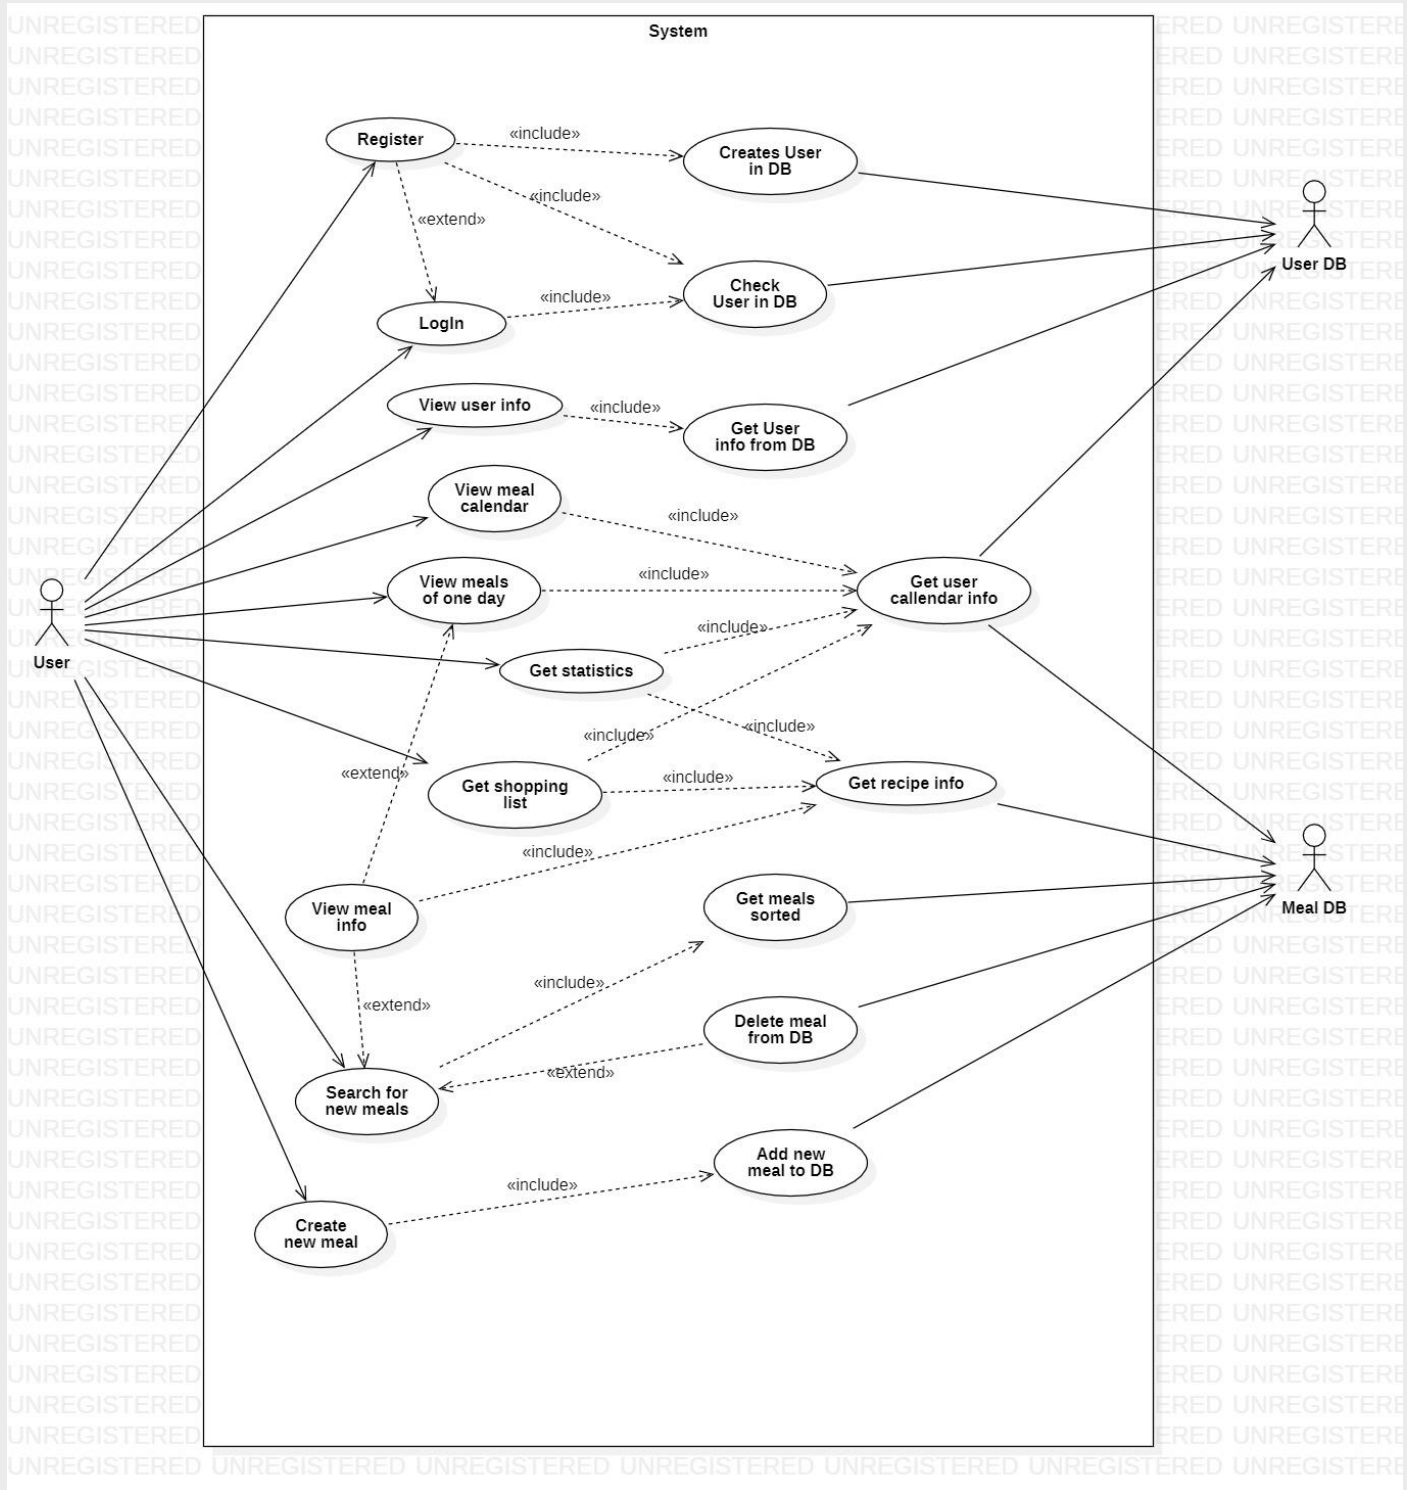 System
Register
«include»
Creates User
in DB
«include»
«extend»
User DB
Check
User in DB
«include»
LogIn
View user info
«include»
Get User
info from DB
View meal
calendar
«include»
View meals
of one day
«include»
Get user
callendar info
«include»
User
Get statistics
«include»
«include»
«extend»
Get shopping
list
«include»
Get recipe info
«include»
View meal
info
Get meals
sorted
Meal DB
«include»
«extend»
Delete meal
from DB
«extend»
Search for
new meals
Add new
meal to DB
«include»
Create
new meal
UNREGISTERED UNREGISTERED UNREGISTERED UNREGISTERED UNREGISTERED UNREGISTERED UNREGISTERE